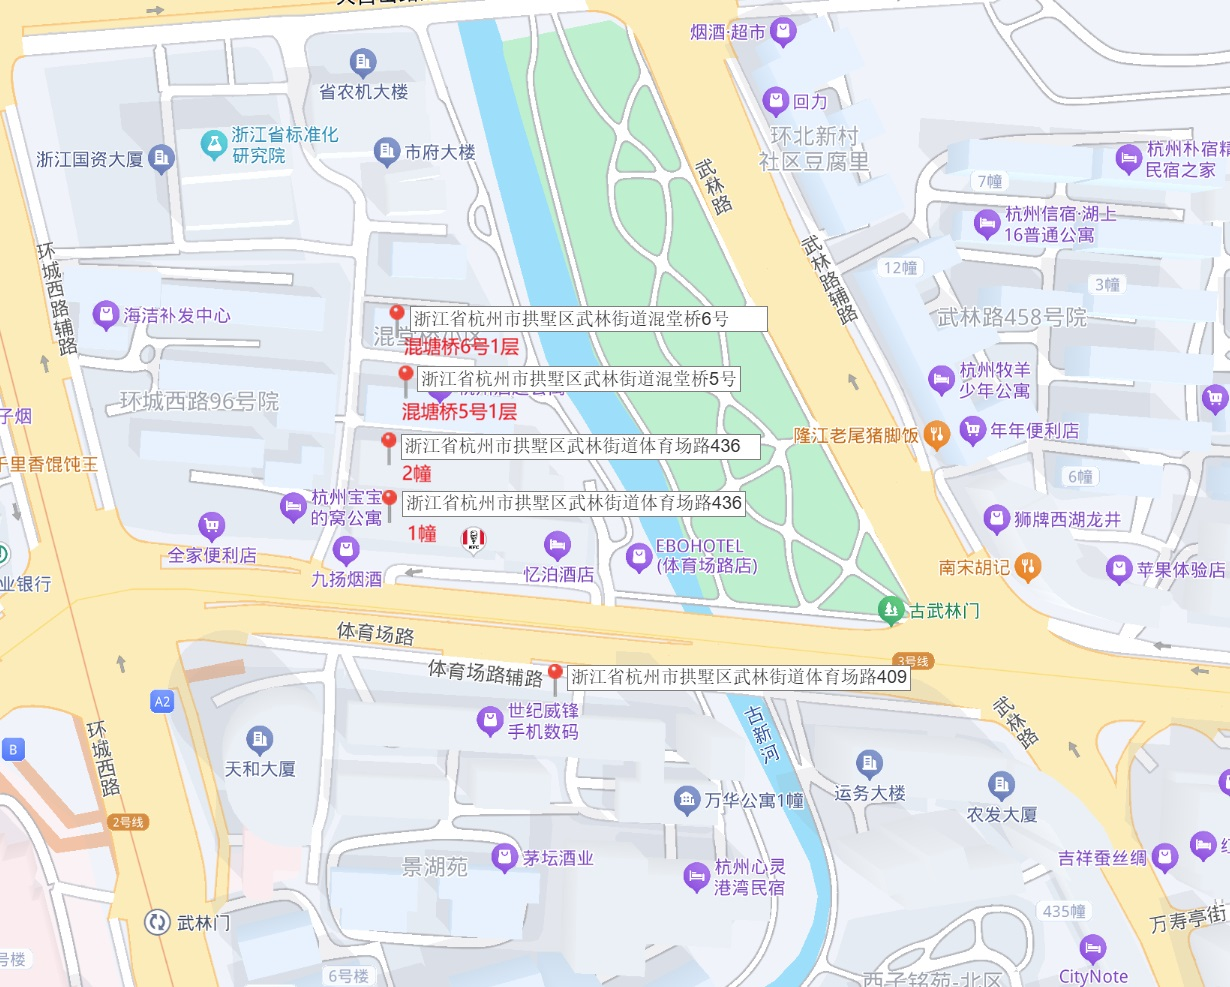 烟酒·超市
省农机大楼
回力
浙江省标准化
研究院
浙江国资大厦
市府大楼
环北新村
社区豆腐里
杭州朴宿精
民宿之家
7幢
武林路
杭州信宿·湖上
16普通公寓
环城西路辅路
武林路辅路
12幢
3幢
海洁补发中心
浙江省杭州市拱墅区武林街道混堂桥6号
混塘桥6号1层
武林路458号院
浙江省杭州市拱墅区武林街道混堂桥5号
混塘桥5号1层
杭州牧羊
少年公寓
环城西路96号院
子烟
隆江老尾猪脚饭
年年便利店
浙江省杭州市拱墅区武林街道体育场路436
2幢
千里香馄饨王
6幢
杭州宝宝
的窝公寓
浙江省杭州市拱墅区武林街道体育场路436
1幢
KFC
狮牌西湖龙井
全家便利店
九扬烟酒
忆泊酒店
EBOHOTEL
(体育场路店)
南宋胡记
苹果体验店
业银行
古武林门
体育场路
3号线
体育场路辅路
浙江省杭州市拱墅区武林街道体育场路409
A2
世纪威锋
手机数码
古新河
武林路
环城西路
B
天和大厦
万华公寓1幢
运务大楼
农发大厦
2号线
景湖苑
茅坛酒业
杭州心灵
港湾民宿
吉祥蚕丝绸
红
武林门
435幢
万寿亭街
号楼
6号楼
西子铭苑-北区
CityNote